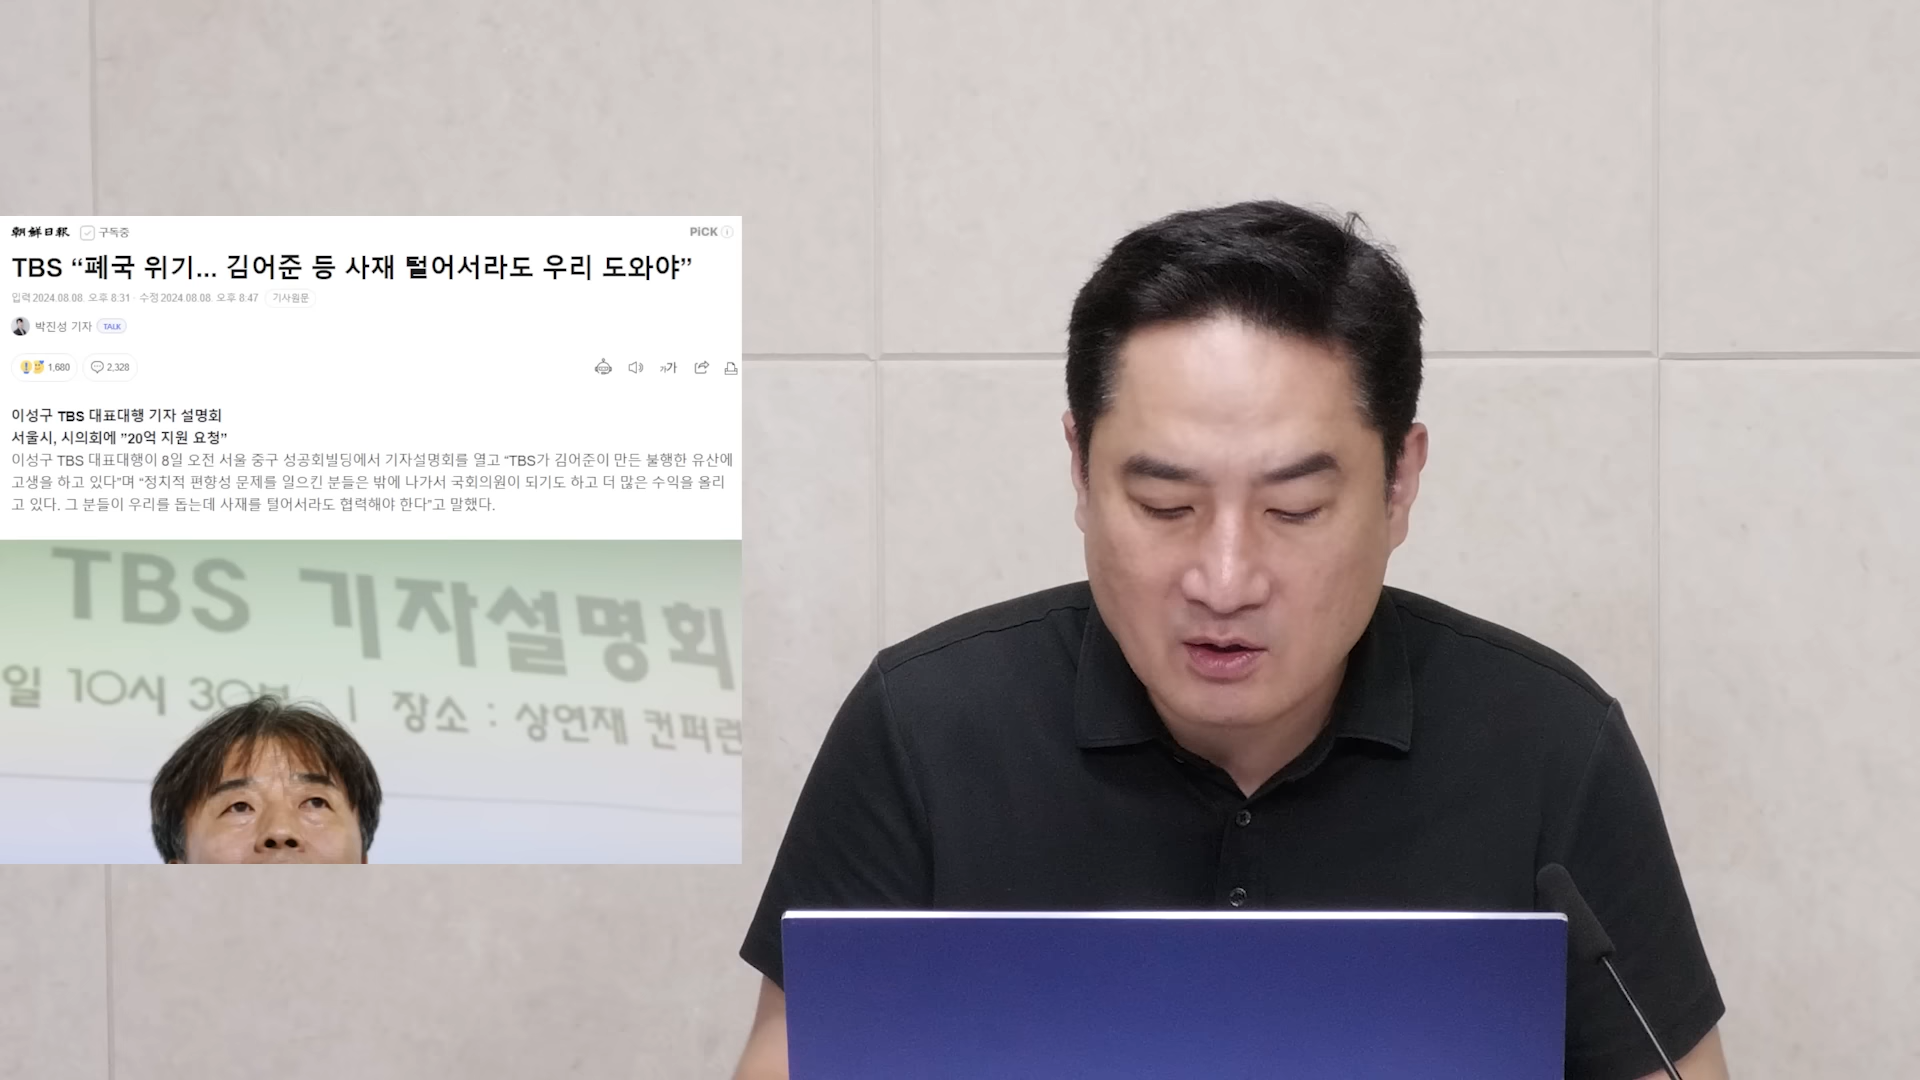 朝鮮日報 구독중 PiCK
TBS “폐국 위기... 김어준 등 사재 털어서라도 우리 도와야”
입력 2024.08.08. 오후 8:31 · 수정 2024.08.08. 오후 8:47 기사원문
박진성 기자 TALK
1,680 2,328
가가
이성구 TBS 대표대행 기자 설명회
서울시, 시의회에 ”20억 지원 요청”
이성구 TBS 대표대행이 8일 오전 서울 중구 성공회빌딩에서 기자설명회를 열고 “TBS가 김어준이 만든 불행한 유산에
고생을 하고 있다”며 “정치적 편향성 문제를 일으킨 분들은 밖에 나가서 국회의원이 되기도 하고 더 많은 수익을 올리
고 있다. 그 분들이 우리를 돕는데 사재를 털어서라도 협력해야 한다”고 말했다.
TBS 기자설명회
일 10시 30분 | 장소 : 상연재 컨퍼런